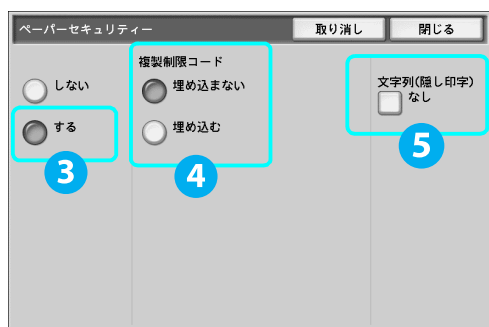 ペーパーセキュリティー
取り消し
閉じる
複製制限コード
しない
埋め込まない
文字列(隠し印字)
なし
する
埋め込む
3
4
5